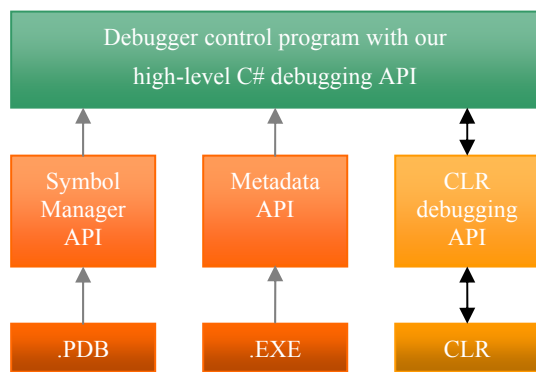 Debugger control program with our
high-level C# debugging API
Symbol
Manager
API
Metadata
API
CLR
debugging
API
.PDB
.EXE
CLR